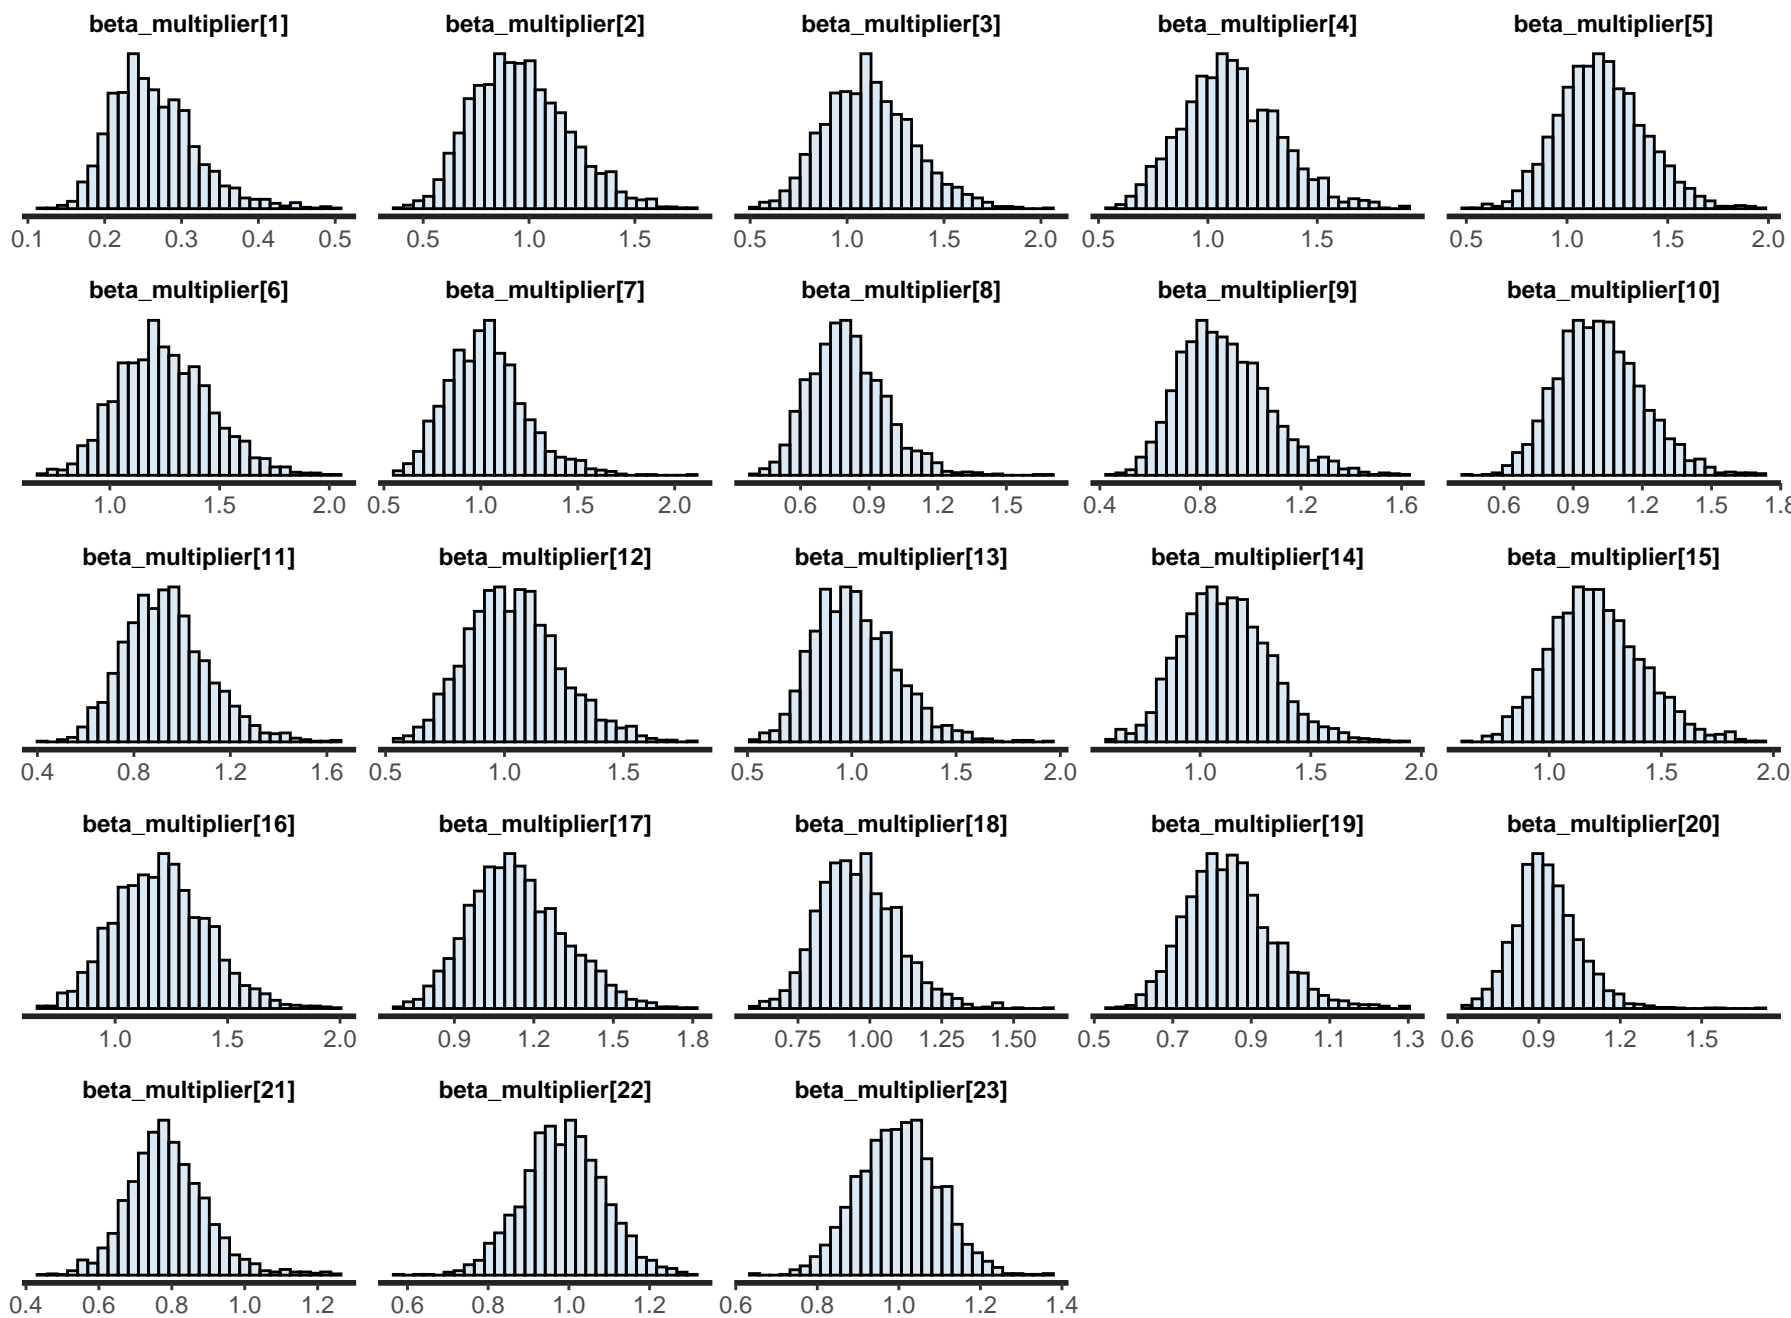 beta_multiplier[1] beta_multiplier[2] beta_multiplier[3] beta_multiplier[4] beta_multiplier[5]
0.1 0.2 0.3 0.4 0.5 0.5 1.0 1.5 0.5 1.0 1.5 2.0 0.5 1.0 1.5 0.5 1.0 1.5 2.0
beta_multiplier[6] beta_multiplier[7] beta_multiplier[8] beta_multiplier[9] beta_multiplier[10]
1.0 1.5 2.0 0.5 1.0 1.5 2.0 0.6 0.9 1.2 1.5 0.4 0.8 1.2 1.6 0.6 0.9 1.2 1.5 1.8
beta_multiplier[11] beta_multiplier[12] beta_multiplier[13] beta_multiplier[14] beta_multiplier[15]
0.4 0.8 1.2 1.6 0.5 1.0 1.5 0.5 1.0 1.5 2.0 1.0 1.5 2.0 1.0 1.5 2.0
beta_multiplier[16] beta_multiplier[17] beta_multiplier[18] beta_multiplier[19] beta_multiplier[20]
1.0 1.5 2.0 0.9 1.2 1.5 1.8 0.75 1.00 1.25 1.50 0.5 0.7 0.9 1.1 1.3 0.6 0.9 1.2 1.5
beta_multiplier[21] beta_multiplier[22] beta_multiplier[23]
0.4 0.6 0.8 1.0 1.2 0.6 0.8 1.0 1.2 0.6 0.8 1.0 1.2 1.4